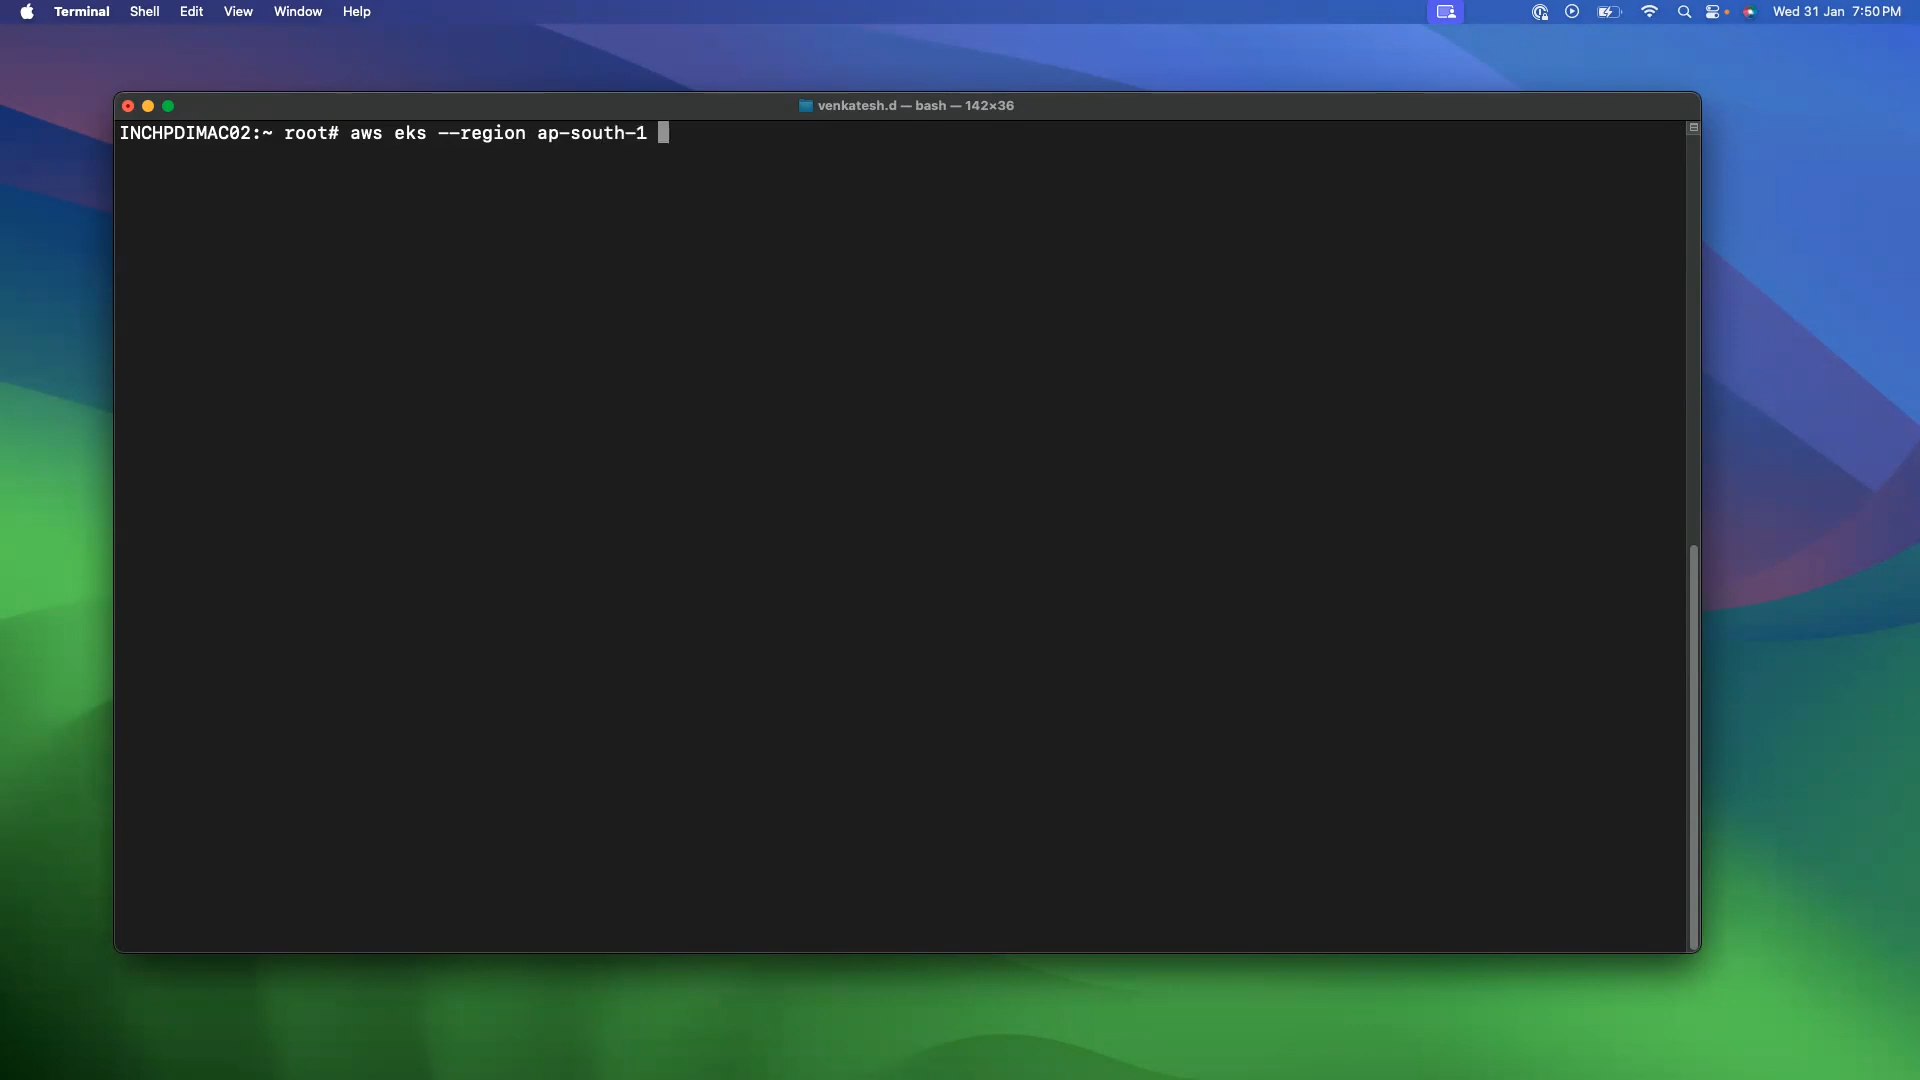 Terminal Shell Edit View Window Help Wed 31 Jan 7:50 PM
venkatesh.d — bash — 142×36
INCHPDIMAC02:~ root# aws eks --region ap-south-1